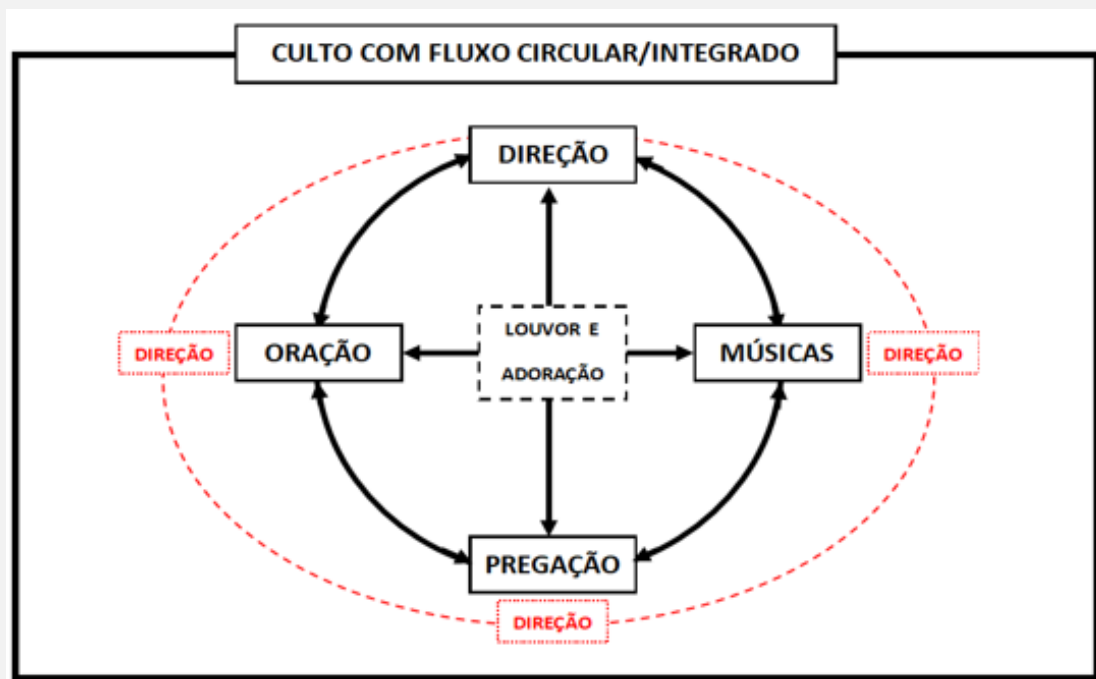 CULTO COM FLUXO CIRCULAR/INTEGRADO
DIREÇÃO
LOUVOR E
ADORAÇÃO
DIREÇÃO
ORAÇÃO
MÚSICAS
DIREÇÃO
PREGAÇÃO
DIREÇÃO